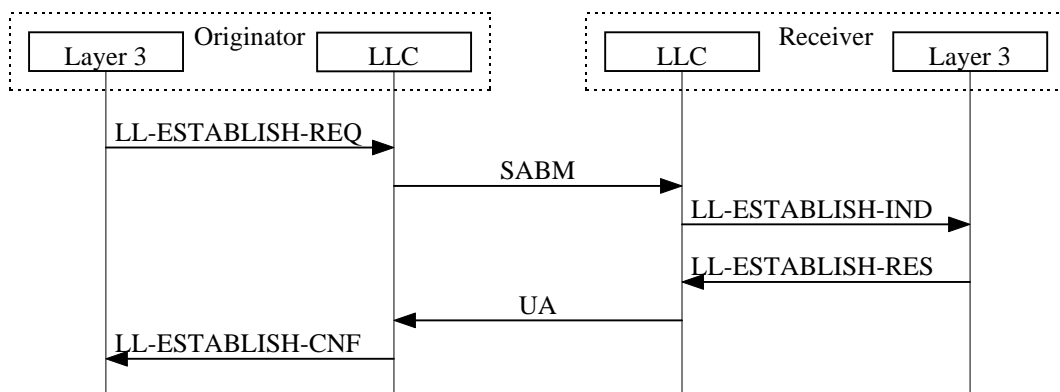 Originator
Receiver
Layer 3
LLC
LLC
Layer 3
LL-ESTABLISH-REQ
SABM
LL-ESTABLISH-IND
LL-ESTABLISH-RES
UA
LL-ESTABLISH-CNF